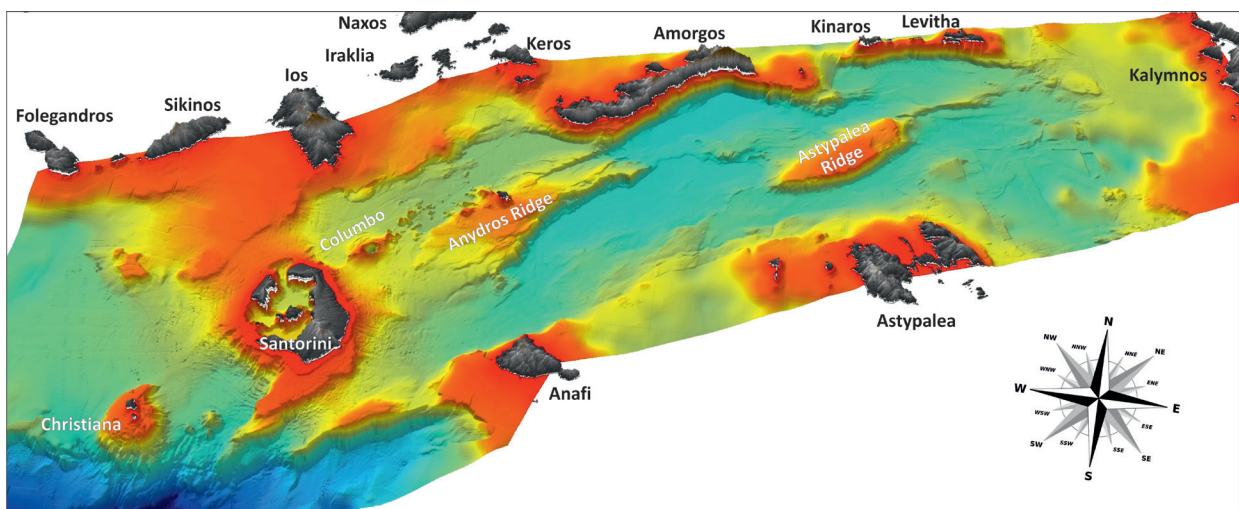 Naxos
Iraklia
Keros
Amorgos
Kinaros
Levitha
Kalymnos
Ios
Sikinos
Folegandros
Astypalea
Ridge
Columbo
Anydros Ridge
Santorini
Christiana
Anafi
Astypalea
N
NNW
NNE
NW
NE
WNW
ENE
W
E
WSW
ESE
SW
SE
SSW
SSE
S